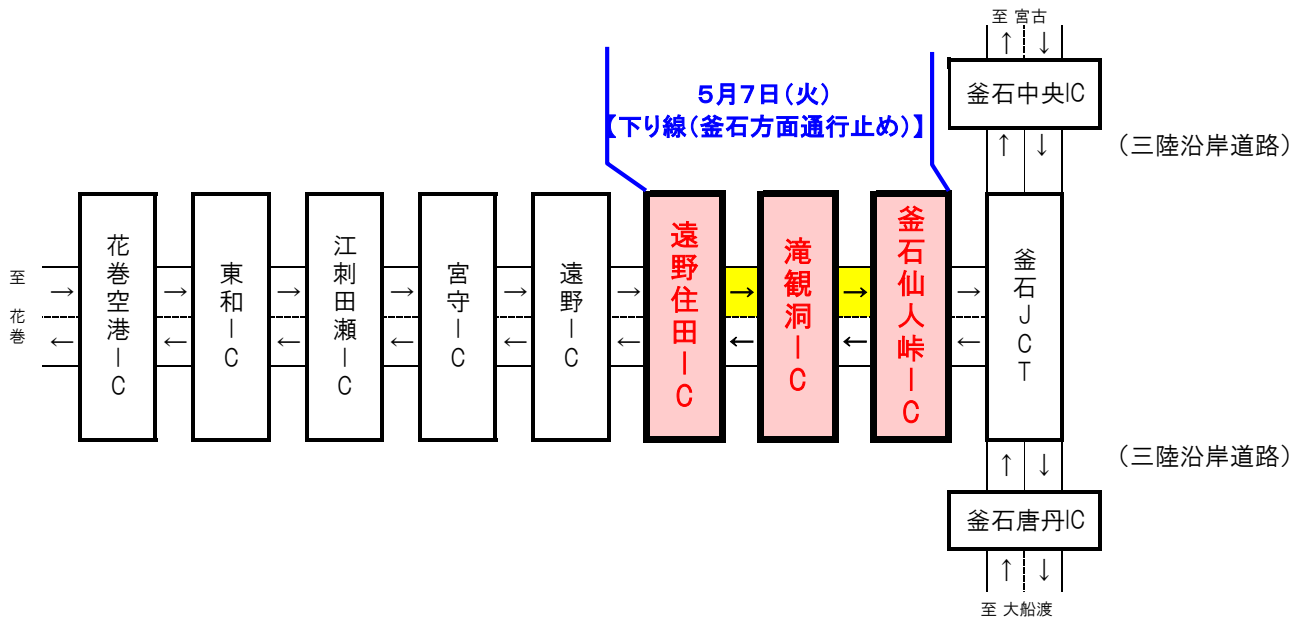 至 宮古
↑ ↓
5月7日(火)
【下り線(釜石方面通行止め)】
釜石中央IC
↑ ↓
(三陸沿岸道路)
至 花巻
→
←
花巻空港IC
→
←
東和IC
→
←
江刺田瀬IC
→
←
宮守IC
→
←
遠野IC
→
←
遠野住田IC
→
←
滝観洞IC
→
←
釜石仙人峠IC
→
←
釜石JCT
↑ ↓
(三陸沿岸道路)
釜石唐丹IC
↑ ↓
至 大船渡